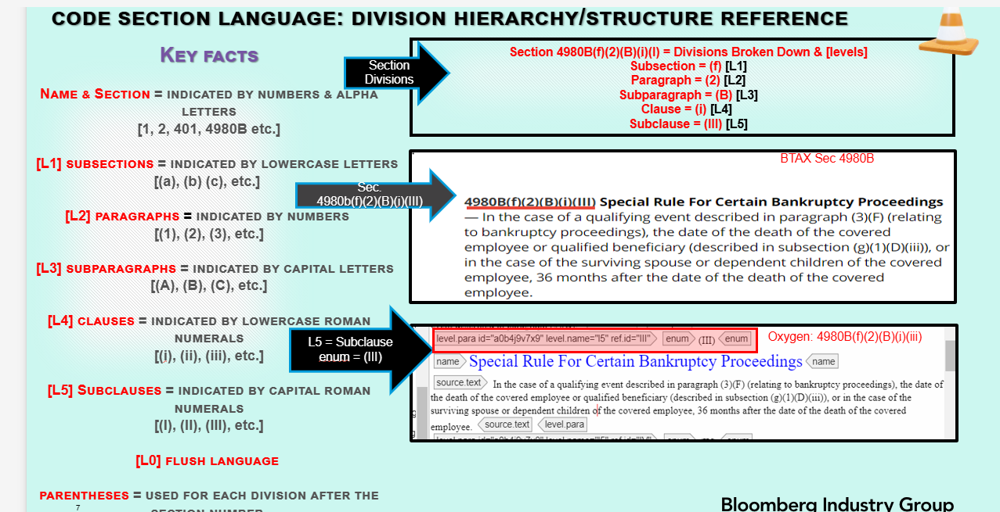 CODE SECTION LANGUAGE: DIVISION HIERARCHY/STRUCTURE REFERENCE
KEY FACTS
NAME & SECTION = INDICATED BY NUMBERS & ALPHA
LETTERS
[1, 2, 401, 4980B etc.]
[L1] SUBSECTIONS = INDICATED BY LOWERCASE LETTERS
[(a), (b) (c), etc.]
[L2] PARAGRAPHS = INDICATED BY NUMBERS
[(1), (2), (3), etc.]
[L3] SUBPARAGRAPHS = INDICATED BY CAPITAL LETTERS
[(A), (B), (C), etc.]
[L4] CLAUSES = INDICATED BY LOWERCASE ROMAN
NUMERALS
[(i), (ii), (iii), etc.]
[L5] SUBCLAUSES = INDICATED BY CAPITAL ROMAN
NUMERALS
[(I), (II), (III), etc.]
[L0] FLUSH LANGUAGE
PARENTHESES = USED FOR EACH DIVISION AFTER THE
SECTION NUMBER
7
Section
Divisions
Section 4980B(f)(2)(B)(i)(I) = Divisions Broken Down & [levels]
Subsection = (f) [L1]
Paragraph = (2) [L2]
Subparagraph = (B) [L3]
Clause = (i) [L4]
Subclause = (III) [L5]
Sec.
4980b(f)(2)(B)(i)(III)
BTAX Sec 4980B
4980B(f)(2)(B)(i)(III) Special Rule For Certain Bankruptcy Proceedings
— In the case of a qualifying event described in paragraph (3)(F) (relating
to bankruptcy proceedings), the date of the death of the covered
employee or qualified beneficiary (described in subsection (g)(1)(D)(iii)), or
in the case of the surviving spouse or dependent children of the covered
employee, 36 months after the date of the death of the covered
employee.
L5 = Subclause
enum = (III)
level.para id="a0b4j9v7x9" level.name="l5" ref.id="III" enum (III) enum
Oxygen: 4980B(f)(2)(B)(i)(iii)
name Special Rule For Certain Bankruptcy Proceedings name
source.text In the case of a qualifying event described in paragraph (3)(F) (relating to bankruptcy proceedings), the date of
the death of the covered employee or qualified beneficiary (described in subsection (g)(1)(D)(iii)), or in the case of the
surviving spouse or dependent children of the covered employee, 36 months after the date of the death of the covered
employee. source.text level.para
Bloomberg Industry Group